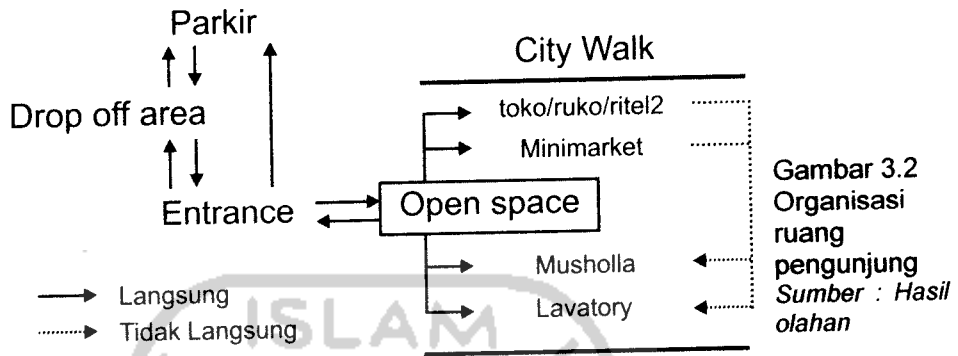 Parkir
City Walk
Drop off area
toko/ruko/ritel2
Minimarket
Entrance
Open space
Musholla
Lavatory
Langsung
Tidak Langsung
ISLAM
Gambar 3.2
Organisasi
ruang
pengunjung
Sumber : Hasil
olahan